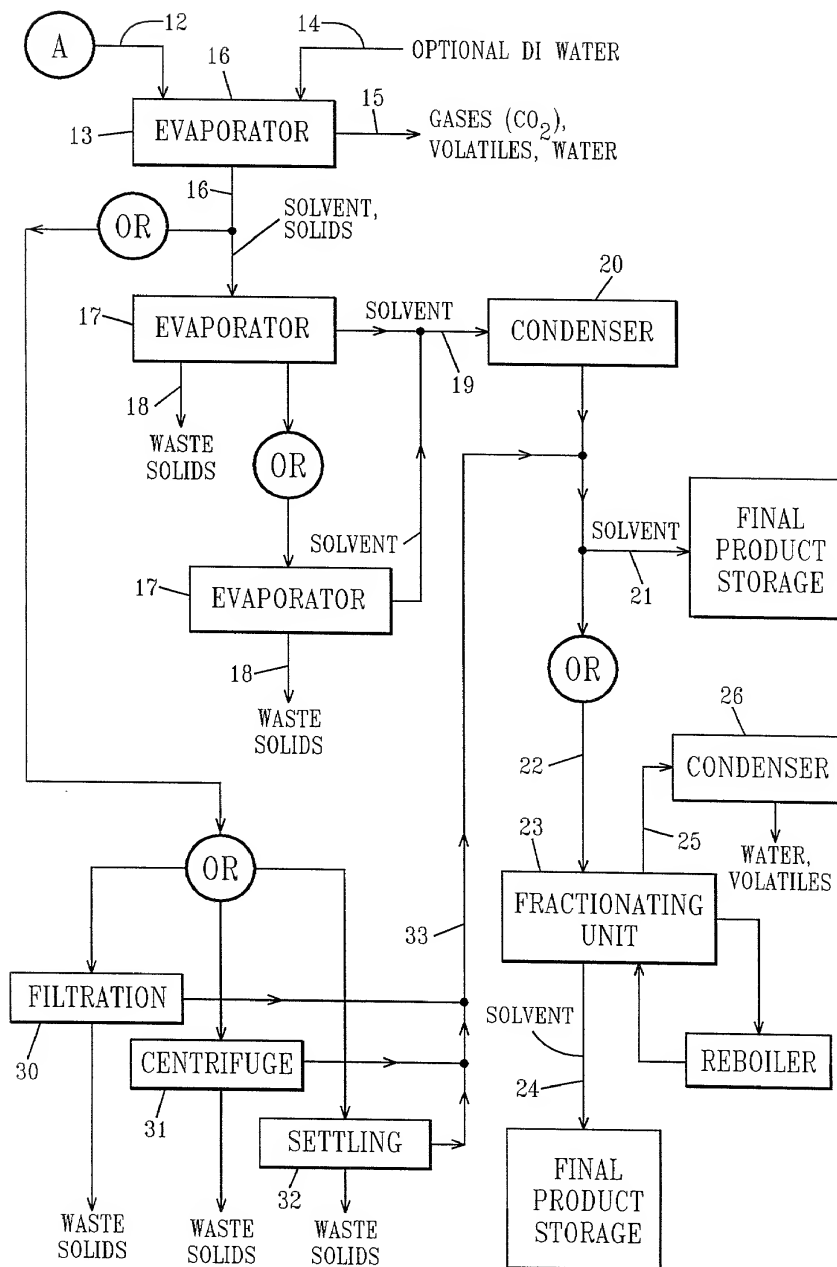 A
12
14
OPTIONAL DI WATER
16
13
EVAPORATOR
15
GASES (CO2),
VOLATILES, WATER
16
OR
SOLVENT,
SOLIDS
17
EVAPORATOR
SOLVENT
19
20
CONDENSER
18
WASTE
SOLIDS
OR
SOLVENT
17
EVAPORATOR
18
WASTE
SOLIDS
SOLVENT
21
FINAL
PRODUCT
STORAGE
OR
22
26
CONDENSER
25
WATER,
VOLATILES
23
FRACTIONATING
UNIT
OR
33
FILTRATION
30
CENTRIFUGE
31
SETTLING
32
SOLVENT
24
REBOILER
FINAL
PRODUCT
STORAGE
WASTE
SOLIDS
WASTE
SOLIDS
WASTE
SOLIDS